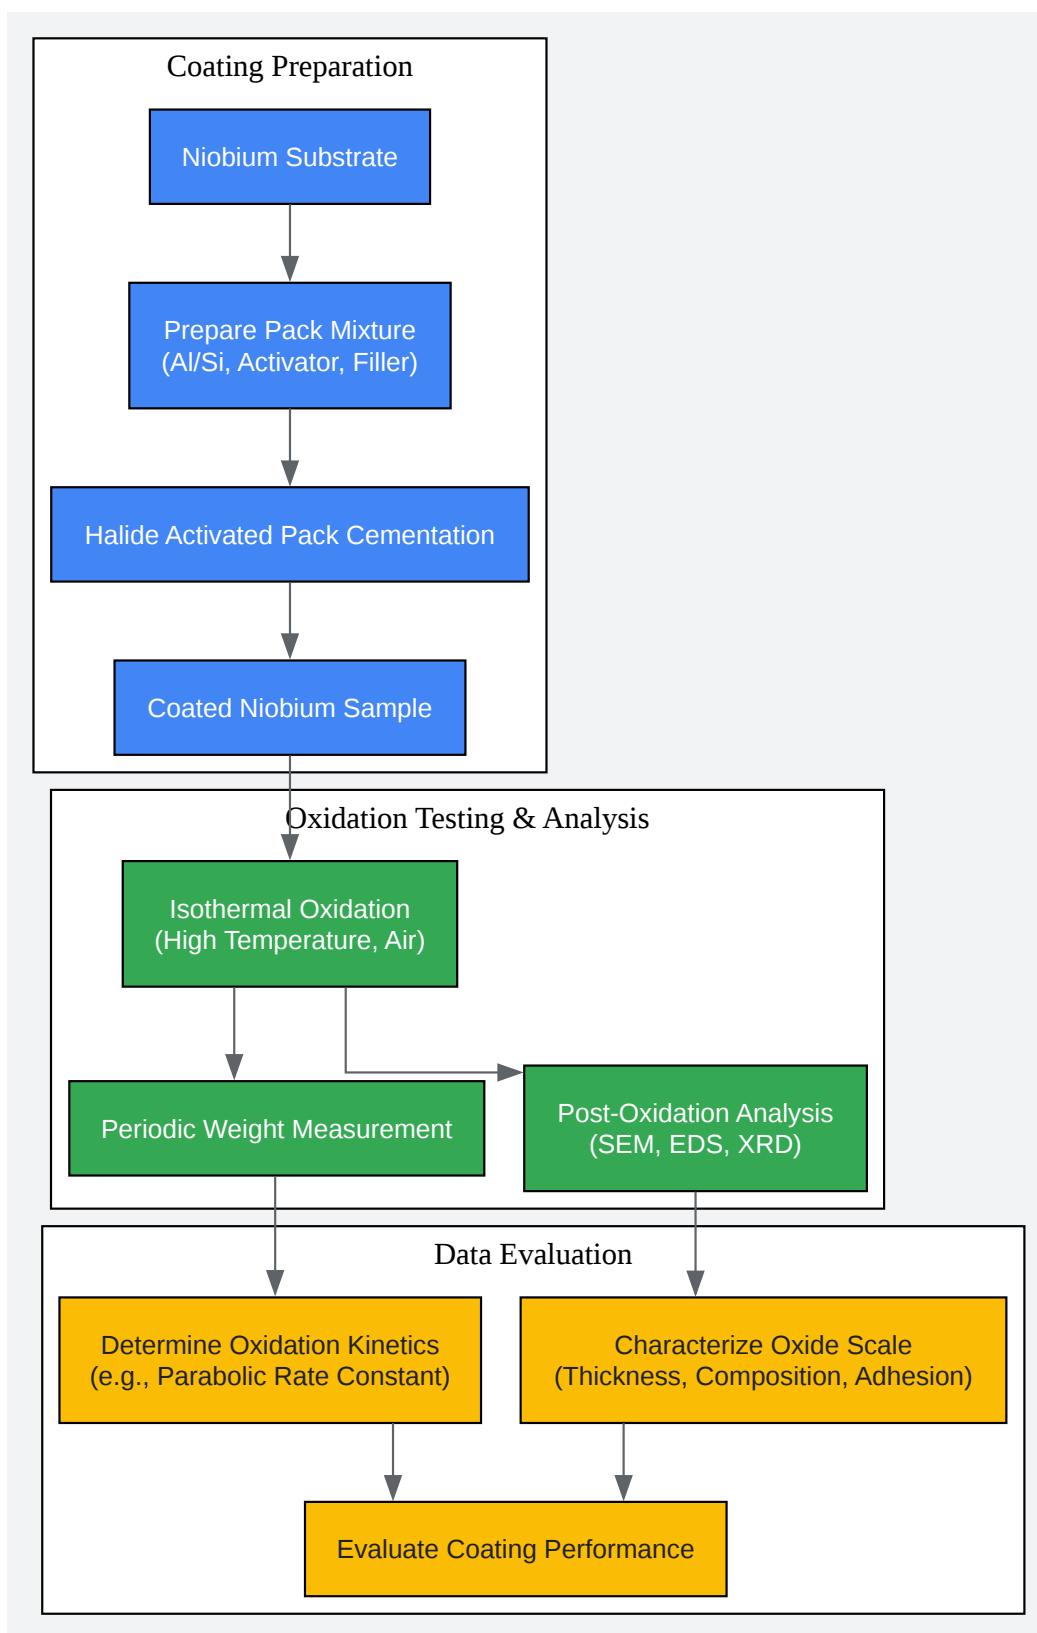 Coating Preparation
Niobium Substrate
Prepare Pack Mixture
(Al/Si, Activator, Filler)
Halide Activated Pack Cementation
Coated Niobium Sample
Oxidation Testing & Analysis
Isothermal Oxidation
(High Temperature, Air)
Periodic Weight Measurement
Post-Oxidation Analysis
(SEM, EDS, XRD)
Data Evaluation
Determine Oxidation Kinetics
(e.g., Parabolic Rate Constant)
Characterize Oxide Scale
(Thickness, Composition, Adhesion)
Evaluate Coating Performance